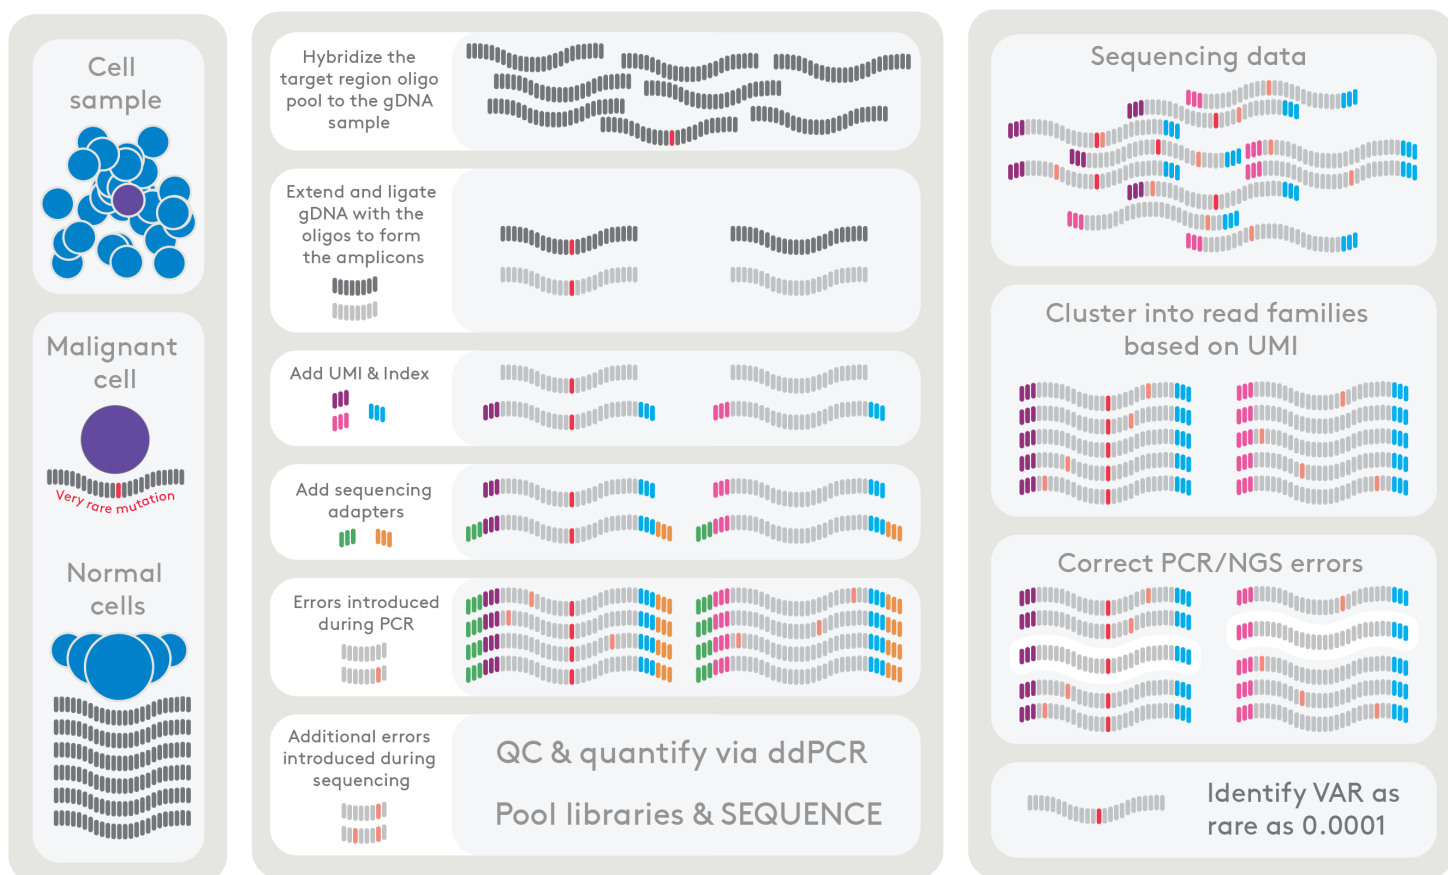 Cell
sample
Malignant
cell
Very rare mutation
Normal
cells
Hybridize the
target region oligo
pool to the gDNA
sample
Extend and ligate
gDNA with the
oligos to form
the amplicons
Add UMI & Index
Add sequencing
adapters
Errors introduced
during PCR
Additional errors
introduced during
sequencing
QC & quantify via ddPCR
Pool libraries & SEQUENCE
Sequencing data
Cluster into read families
based on UMI
Correct PCR/NGS errors
Identify VAR as
rare as 0.0001